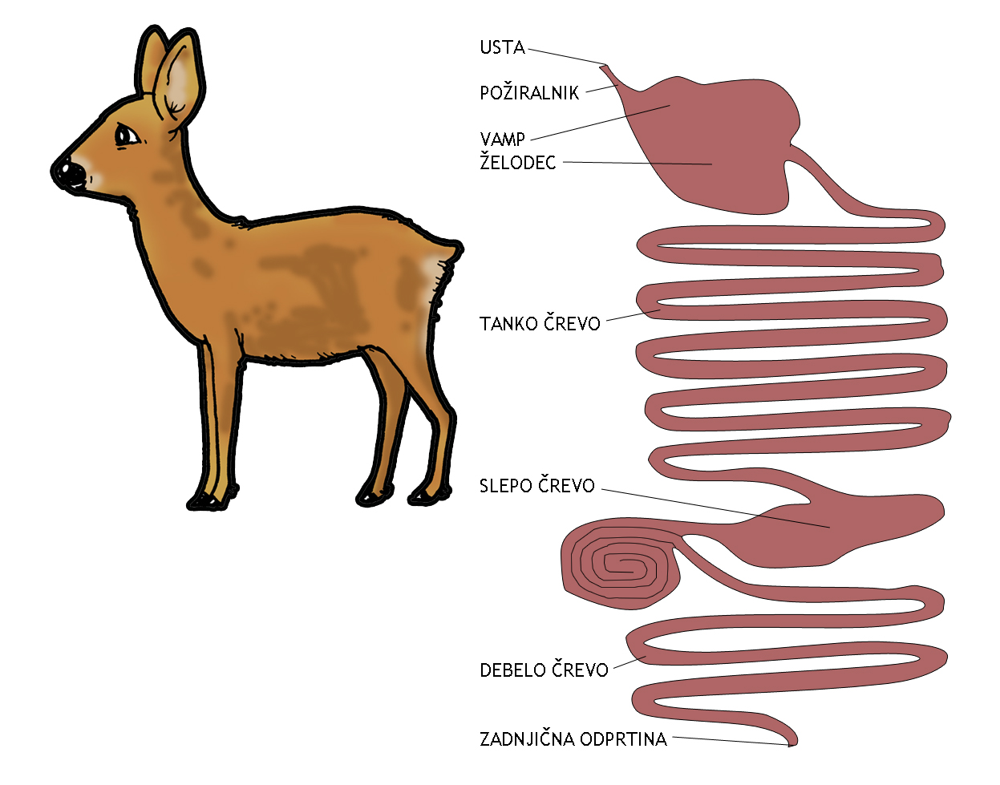 USTA
POŽIRALNIK
VAMP
ŽELODEC
TANKO ČREVO
SLEPO ČREVO
DEBELO ČREVO
ZADNJIČNA ODPRTINA